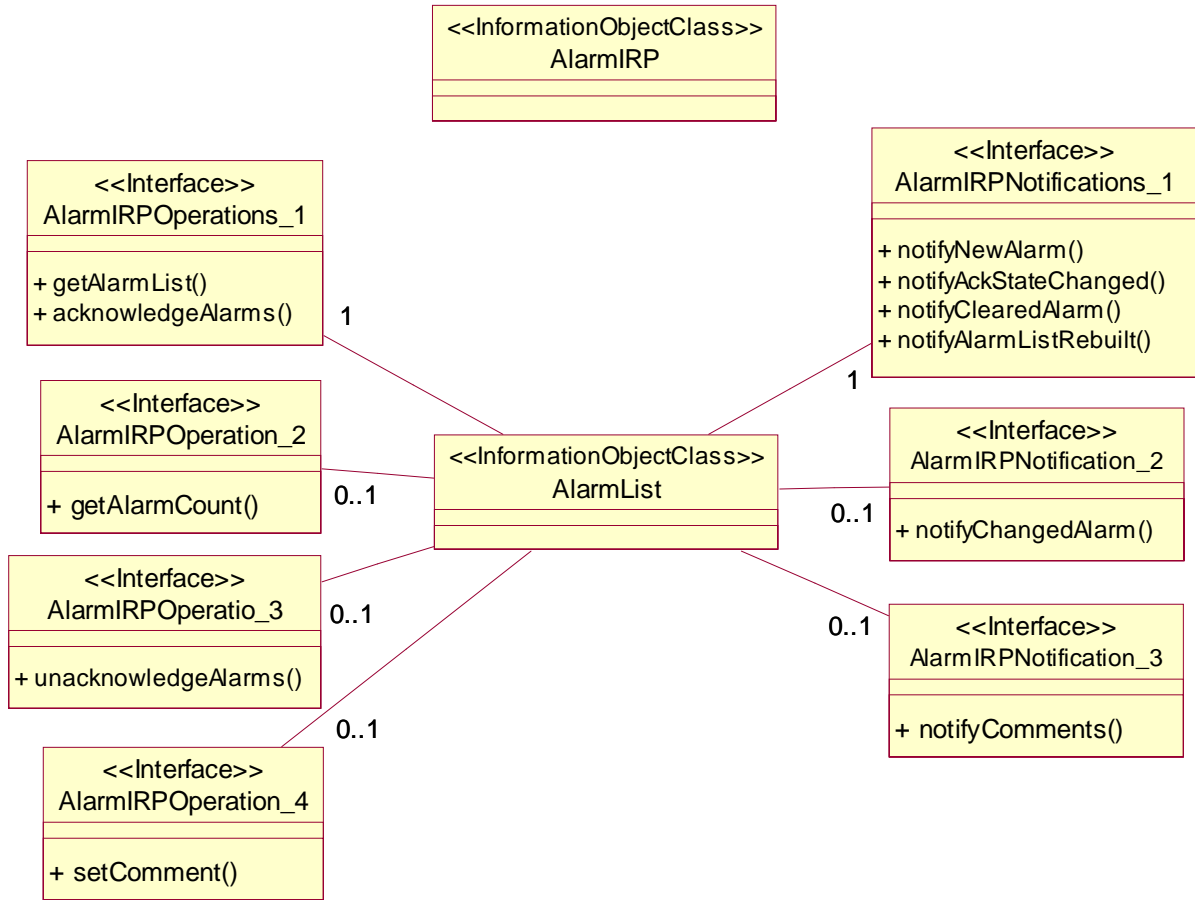 <<InformationObjectClass>>
AlarmIRP
<<Interface>>
AlarmIRPOperations_1
+ getAlarmList()
+ acknowledgeAlarms()
1
<<Interface>>
AlarmIRPNotifications_1
+ notifyNewAlarm()
+ notifyAckStateChanged()
+ notifyClearedAlarm()
+ notifyAlarmListRebuilt()
1
<<Interface>>
AlarmIRPOperation_2
+ getAlarmCount()
0..1
<<InformationObjectClass>>
AlarmList
<<Interface>>
AlarmIRPNotification_2
+ notifyChangedAlarm()
0..1
<<Interface>>
AlarmIRPOperatio_3
+ unacknowledgeAlarms()
0..1
<<Interface>>
AlarmIRPNotification_3
+ notifyComments()
0..1
<<Interface>>
AlarmIRPOperation_4
+ setComment()
0..1